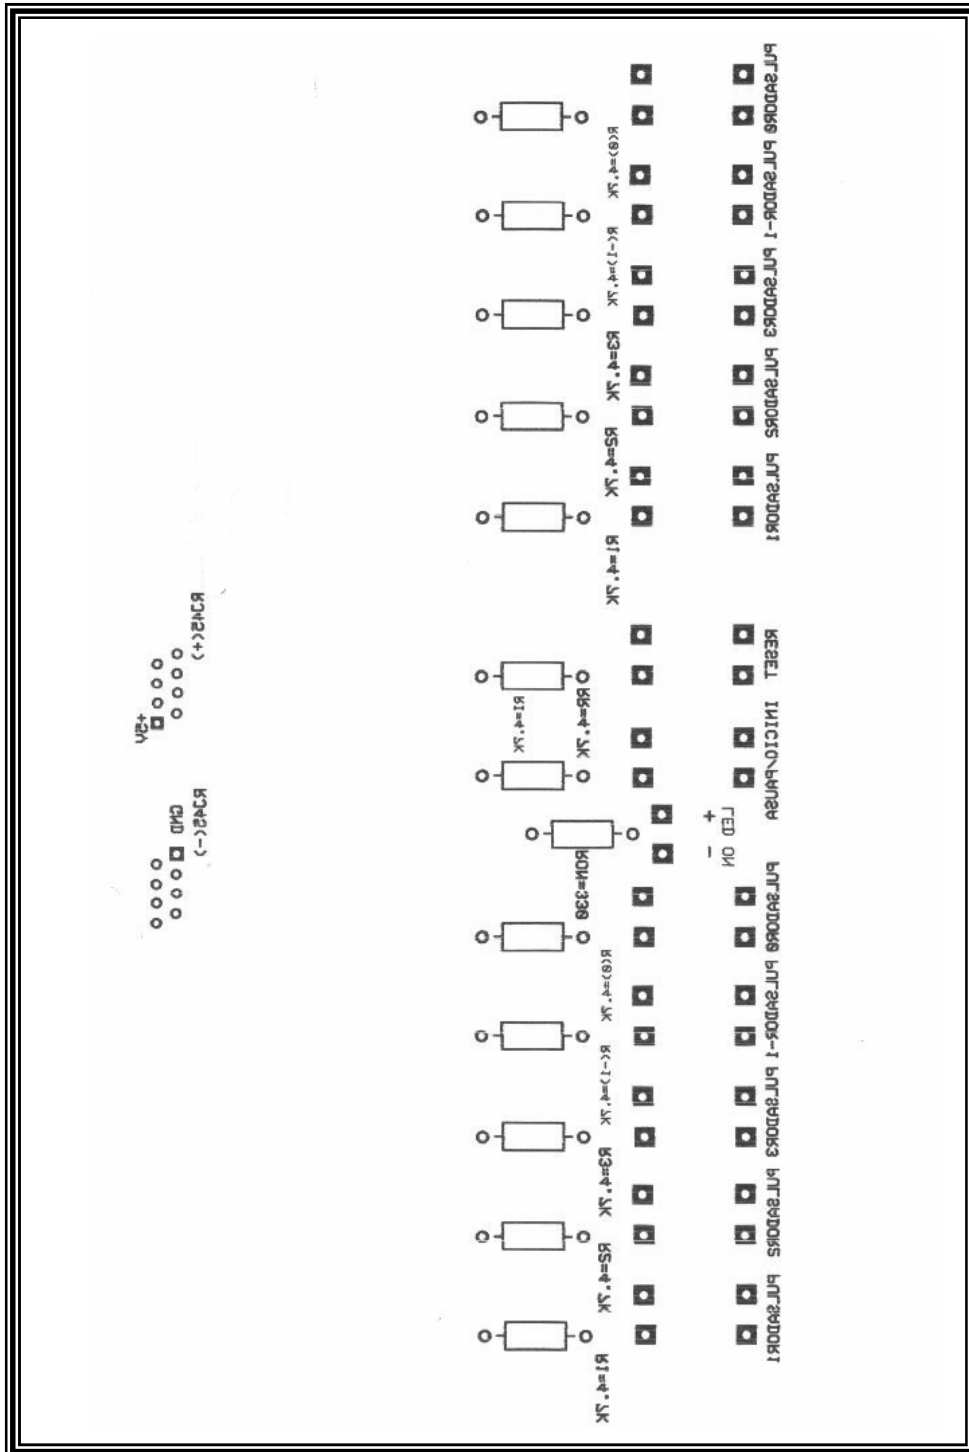 PULSADOR0 PULSADOR-1 PULSADOR3 PULSADOR2 PULSADOR1
RESET INICIO/PAUSA
PULSADOR0 PULSADOR-1 PULSADOR3 PULSADOR2 PULSADOR1
LED ON
+ -
R(0)=4.7K
R(-1)=4.7K
R3=4.7K
R2=4.7K
R1=4.7K
RR=4.7K
RI=4.7K
RON=330
R(0)=4.7K
R(-1)=4.7K
R3=4.7K
R2=4.7K
R1=4.7K
RJ45(+)
+5V
RJ45(-)
GND